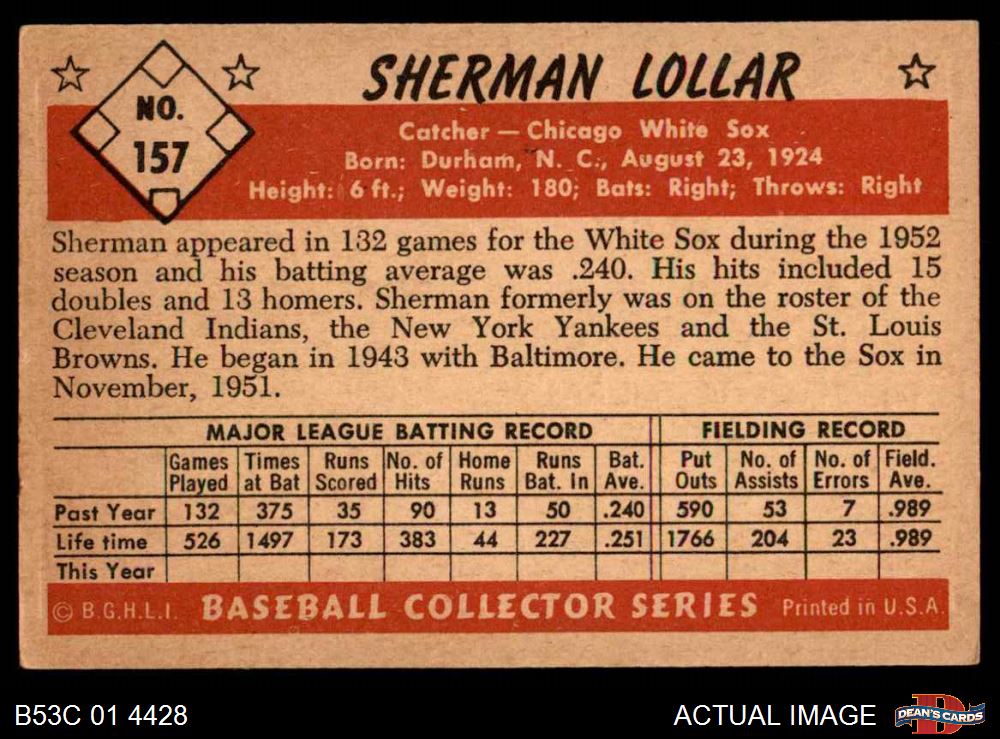 NO.
157
SHERMAN LOLLAR
Catcher — Chicago White Sox
Born: Durham, N. C., August 23, 1924
Height: 6 ft.; Weight: 180; Bats: Right; Throws: Right
Sherman appeared in 132 games for the White Sox during the 1952
season and his batting average was .240. His hits included 15
doubles and 13 homers. Sherman formerly was on the roster of the
Cleveland Indians, the New York Yankees and the St. Louis
Browns. He began in 1943 with Baltimore. He came to the Sox in
November, 1951.
MAJOR LEAGUE BATTING RECORD FIELDING RECORD
Games Times Runs No. of Home Runs Bat. Put No. of No. of Field.
Played at Bat Scored Hits Runs Bat. In Ave. Outs Assists Errors Ave.
Past Year 132 375 35 90 13 50 .240 590 53 7 .989
Life time 526 1497 173 383 44 227 .251 1766 204 23 .989
This Year
© B.G.H.L.I. BASEBALL COLLECTOR SERIES Printed in U.S.A.
B53C 01 4428 ACTUAL IMAGE D DEAN'S CARDS